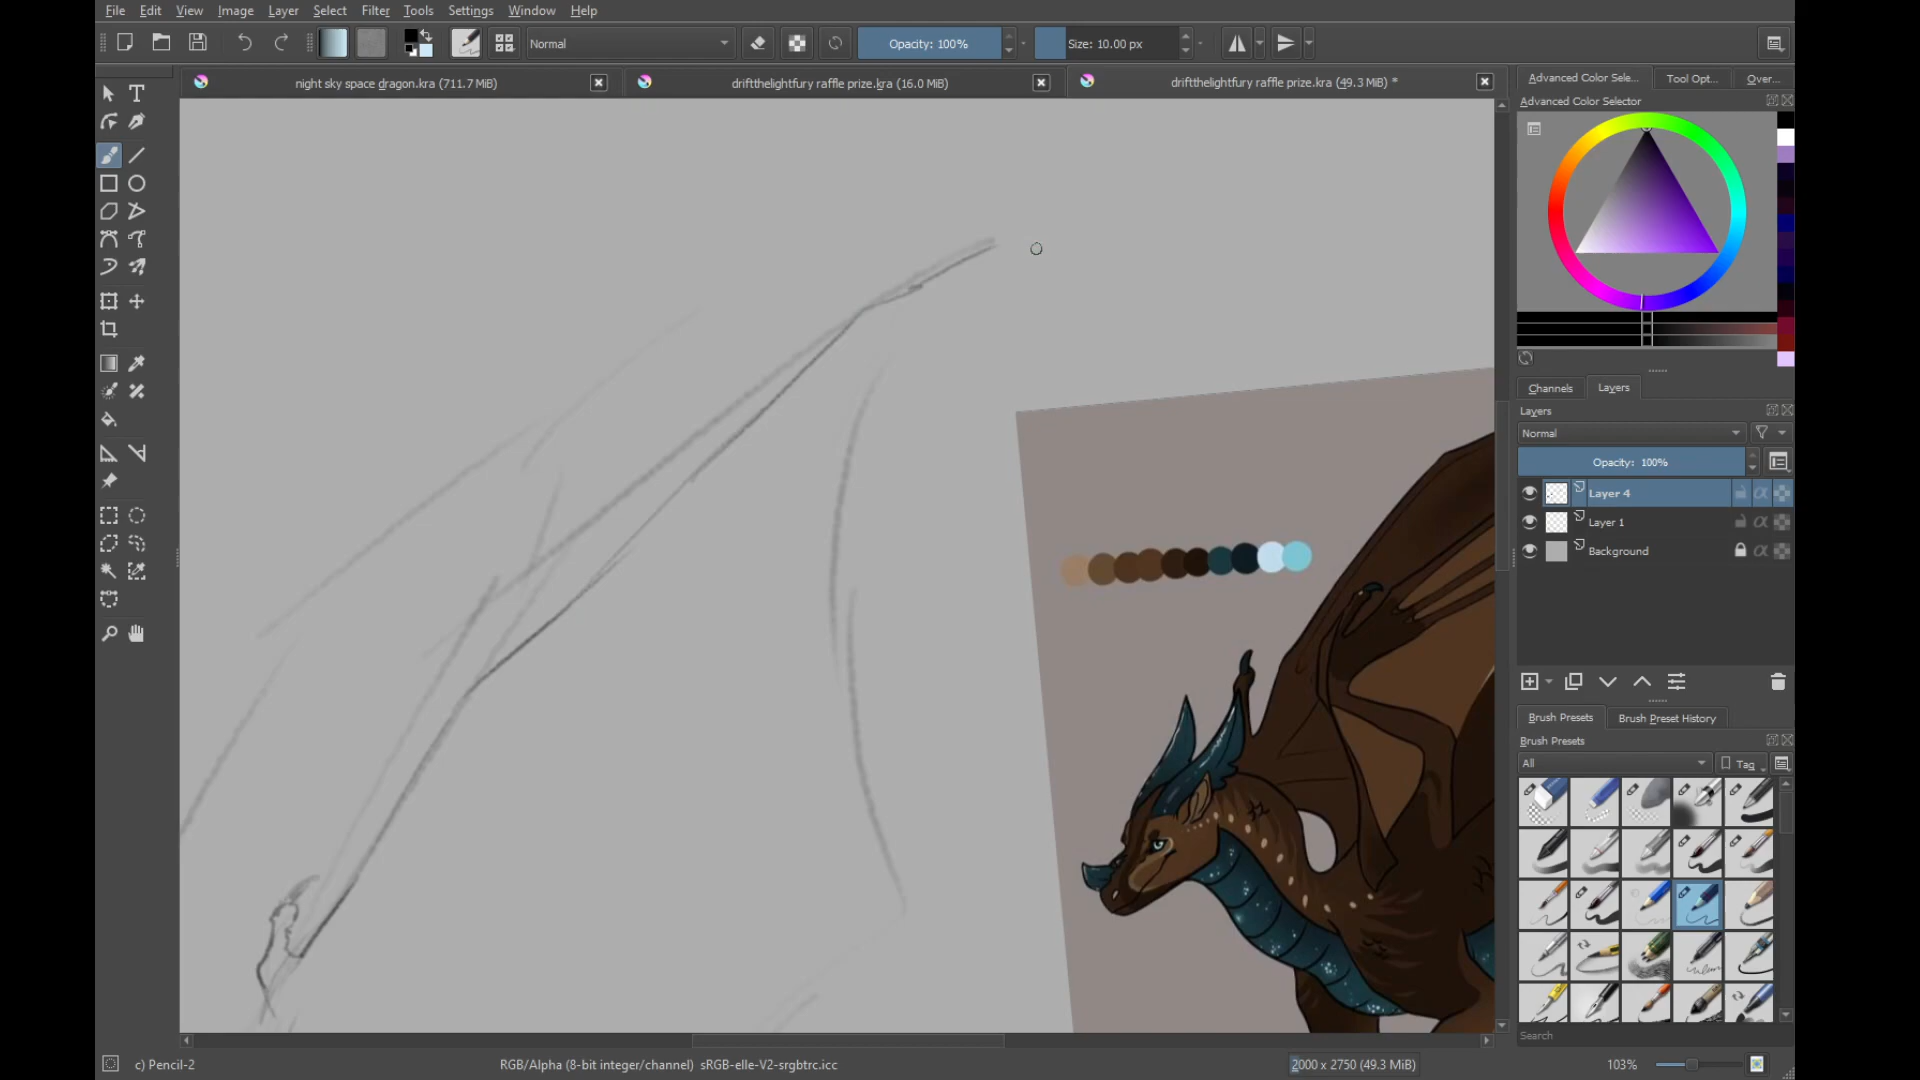 File Edit View Image Layer Select Filter Tools Settings Window Help
Normal Opacity: 100% Size: 10.00 px
night sky space dragon.kra (711.7 MiB) driftthelightfury raffle prize.kra (16.0 MiB) driftthelightfury raffle prize.kra (49.3 MiB) *
Advanced Color Sele... Tool Opt... Over...
Advanced Color Selector
Channels Layers
Layers
Normal
Opacity: 100%
Layer 4
Layer 1
Background
Brush Presets Brush Preset History
Brush Presets
All Tag
Search
c) Pencil-2 RGB/Alpha (8-bit integer/channel) sRGB-elle-V2-srgbtrc.icc 2000 x 2750 (49.3 MiB) 103%